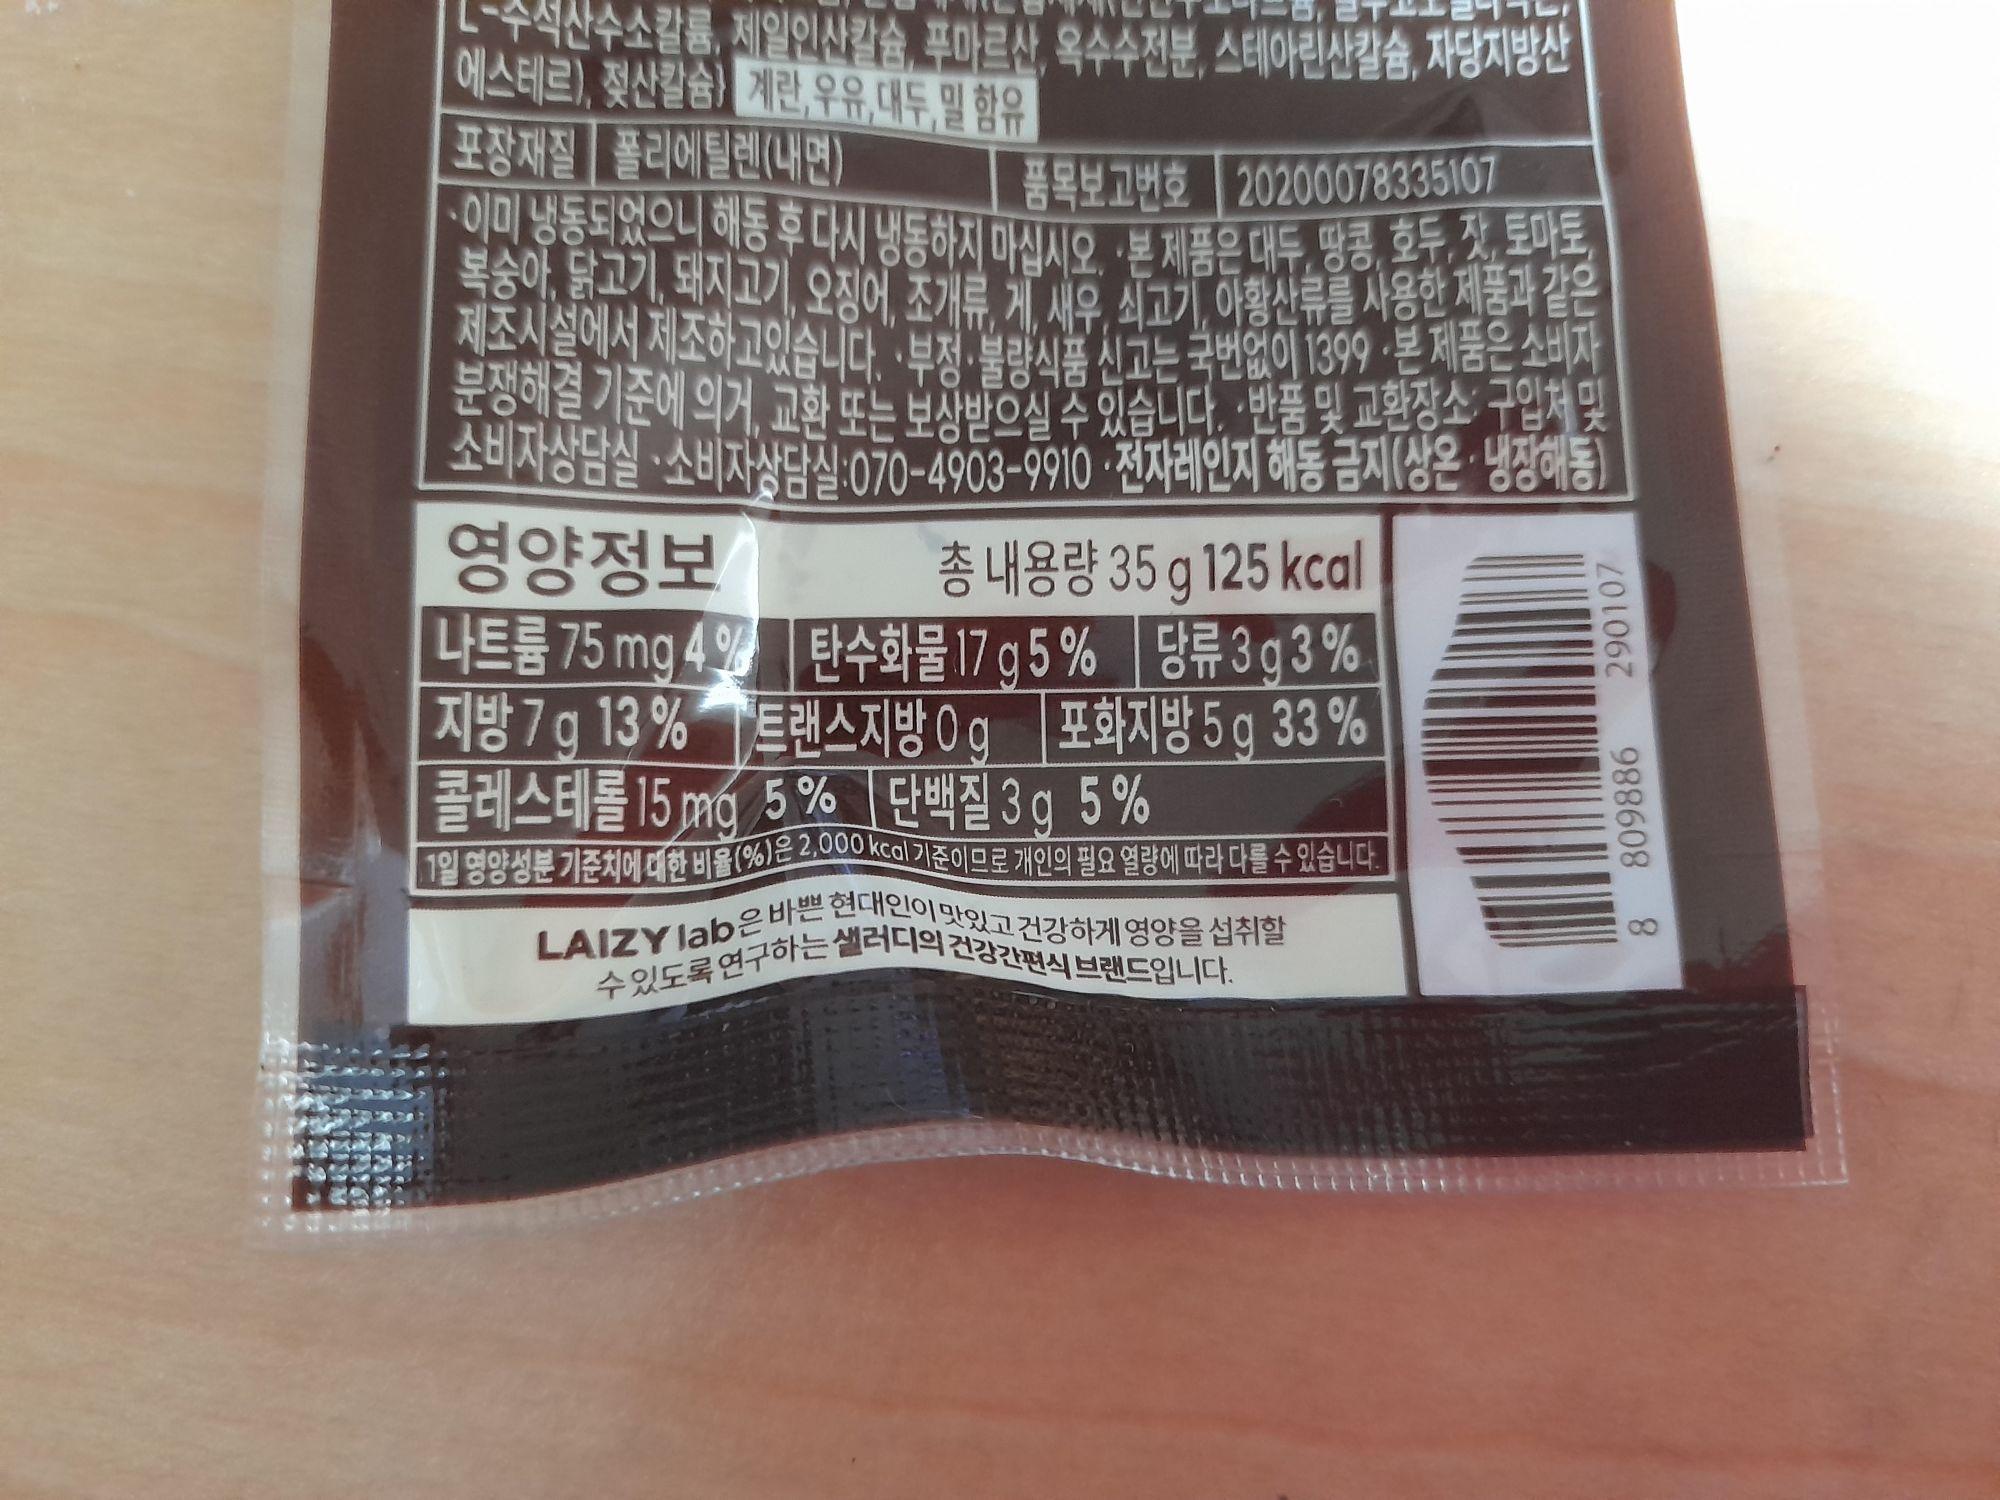 L-주석산수소칼륨, 제일인산칼슘, 푸마르산, 옥수수전분, 스테아린산칼슘, 자당지방산
에스테르), 젖산칼슘} 계란, 우유, 대두, 밀 함유
포장재질 폴리에틸렌(내면) 품목보고번호 20200078335107
·이미 냉동되었으니 해동 후 다시 냉동하지 마십시오. ·본 제품은 대두, 땅콩, 호두, 잣, 토마토,
복숭아, 닭고기, 돼지고기, 오징어, 조개류, 게, 새우, 쇠고기, 아황산류를 사용한 제품과 같은
제조시설에서 제조하고있습니다. ·부정·불량식품 신고는 국번없이 1399 ·본 제품은 소비자
분쟁해결 기준에 의거, 교환 또는 보상받으실 수 있습니다. ·반품 및 교환장소: 구입처 및
소비자상담실 ·소비자상담실:070-4903-9910 ·전자레인지 해동 금지(상온·냉장해동)
영양정보 총 내용량 35 g 125 kcal
나트륨 75 mg 4 % 탄수화물 17 g 5 % 당류 3 g 3 %
지방 7 g 13 % 트랜스지방 0 g 포화지방 5 g 33 %
콜레스테롤 15 mg 5 % 단백질 3 g 5 %
1일 영양성분 기준치에 대한 비율(%)은 2,000 kcal 기준이므로 개인의 필요 열량에 따라 다를 수 있습니다.
LAIZY lab은 바쁜 현대인이 맛있고 건강하게 영양을 섭취할
수 있도록 연구하는 샐러디의 건강간편식 브랜드입니다.
8 809886 290107